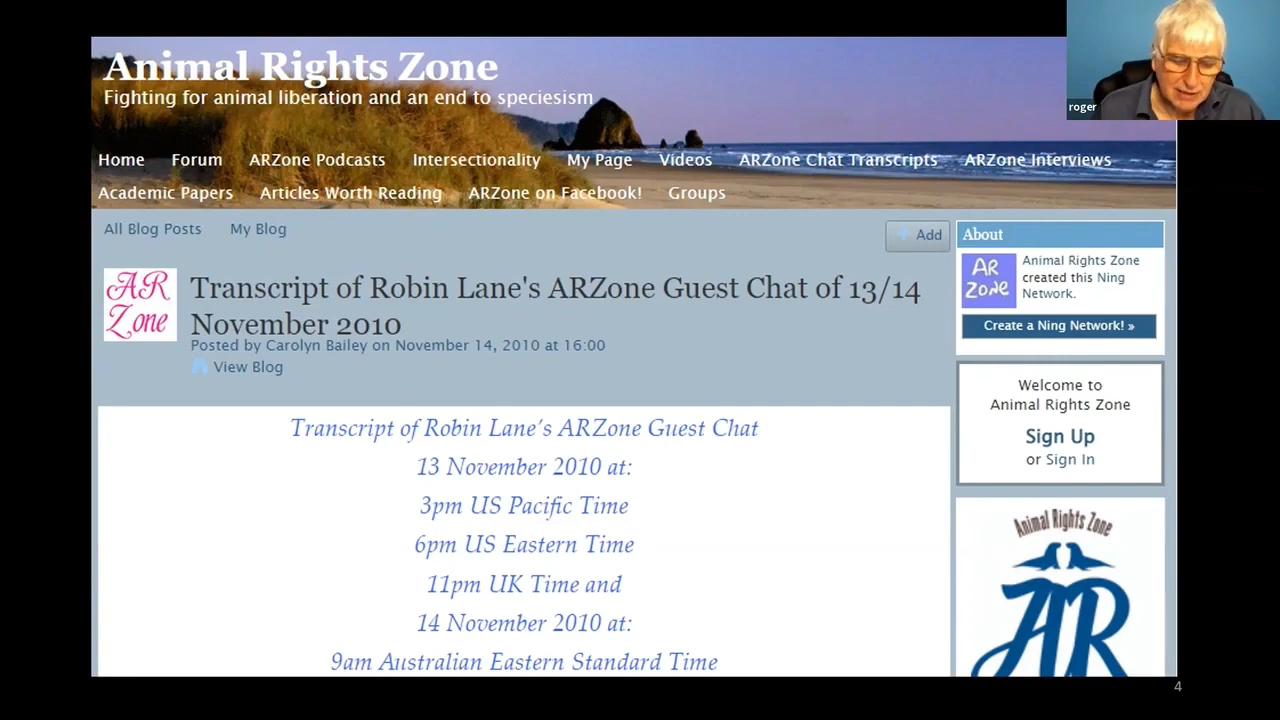 Animal Rights Zone
Fighting for animal liberation and an end to speciesism
roger
Home Forum ARZone Podcasts Intersectionality My Page Videos ARZone Chat Transcripts ARZone Interviews
Academic Papers Articles Worth Reading ARZone on Facebook! Groups
All Blog Posts My Blog
Add
About
AR
Zone
Transcript of Robin Lane's ARZone Guest Chat of 13/14
November 2010
Posted by Carolyn Bailey on November 14, 2010 at 16:00
View Blog
AR
ZONE
Animal Rights Zone
created this Ning
Network.
Create a Ning Network! »
Welcome to
Animal Rights Zone
Sign Up
or Sign In
Transcript of Robin Lane’s ARZone Guest Chat
13 November 2010 at:
3pm US Pacific Time
6pm US Eastern Time
11pm UK Time and
14 November 2010 at:
9am Australian Eastern Standard Time
Animal Rights Zone
AR
4